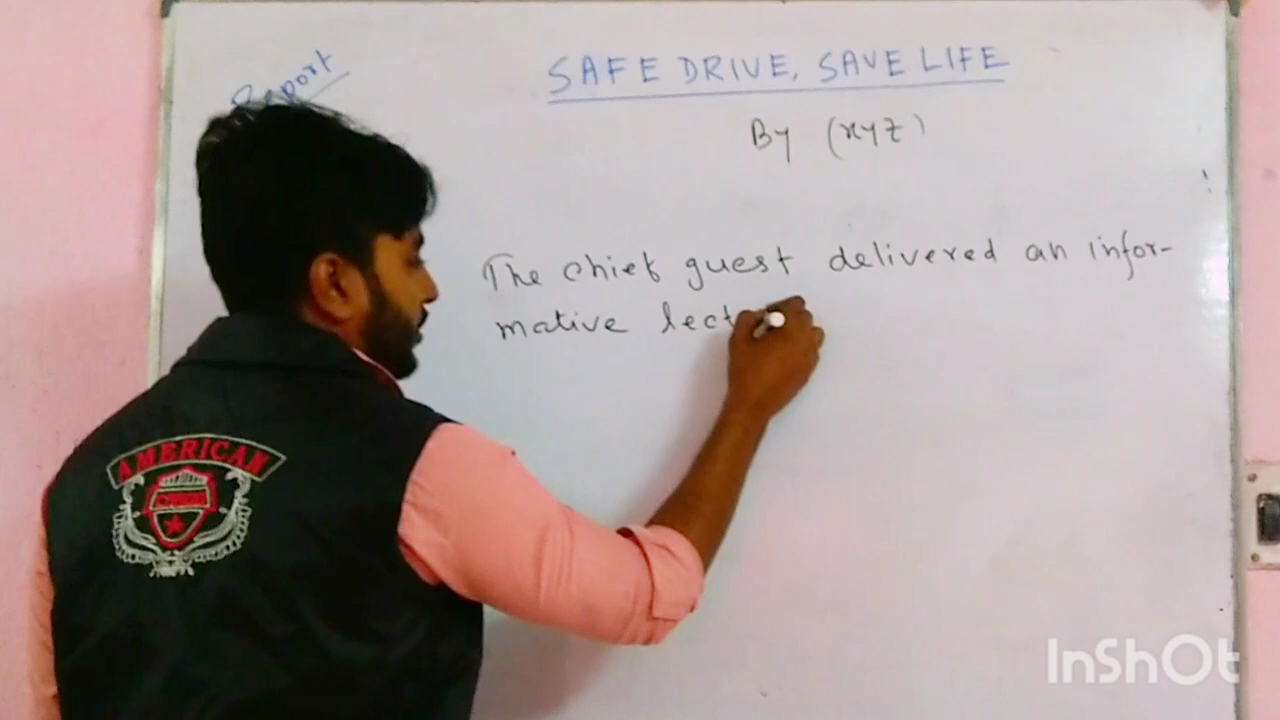 Report
SAFE DRIVE, SAVE LIFE
By (xyz)
The chief guest delivered an infor-
mative lect
AMERICAN
InShOt